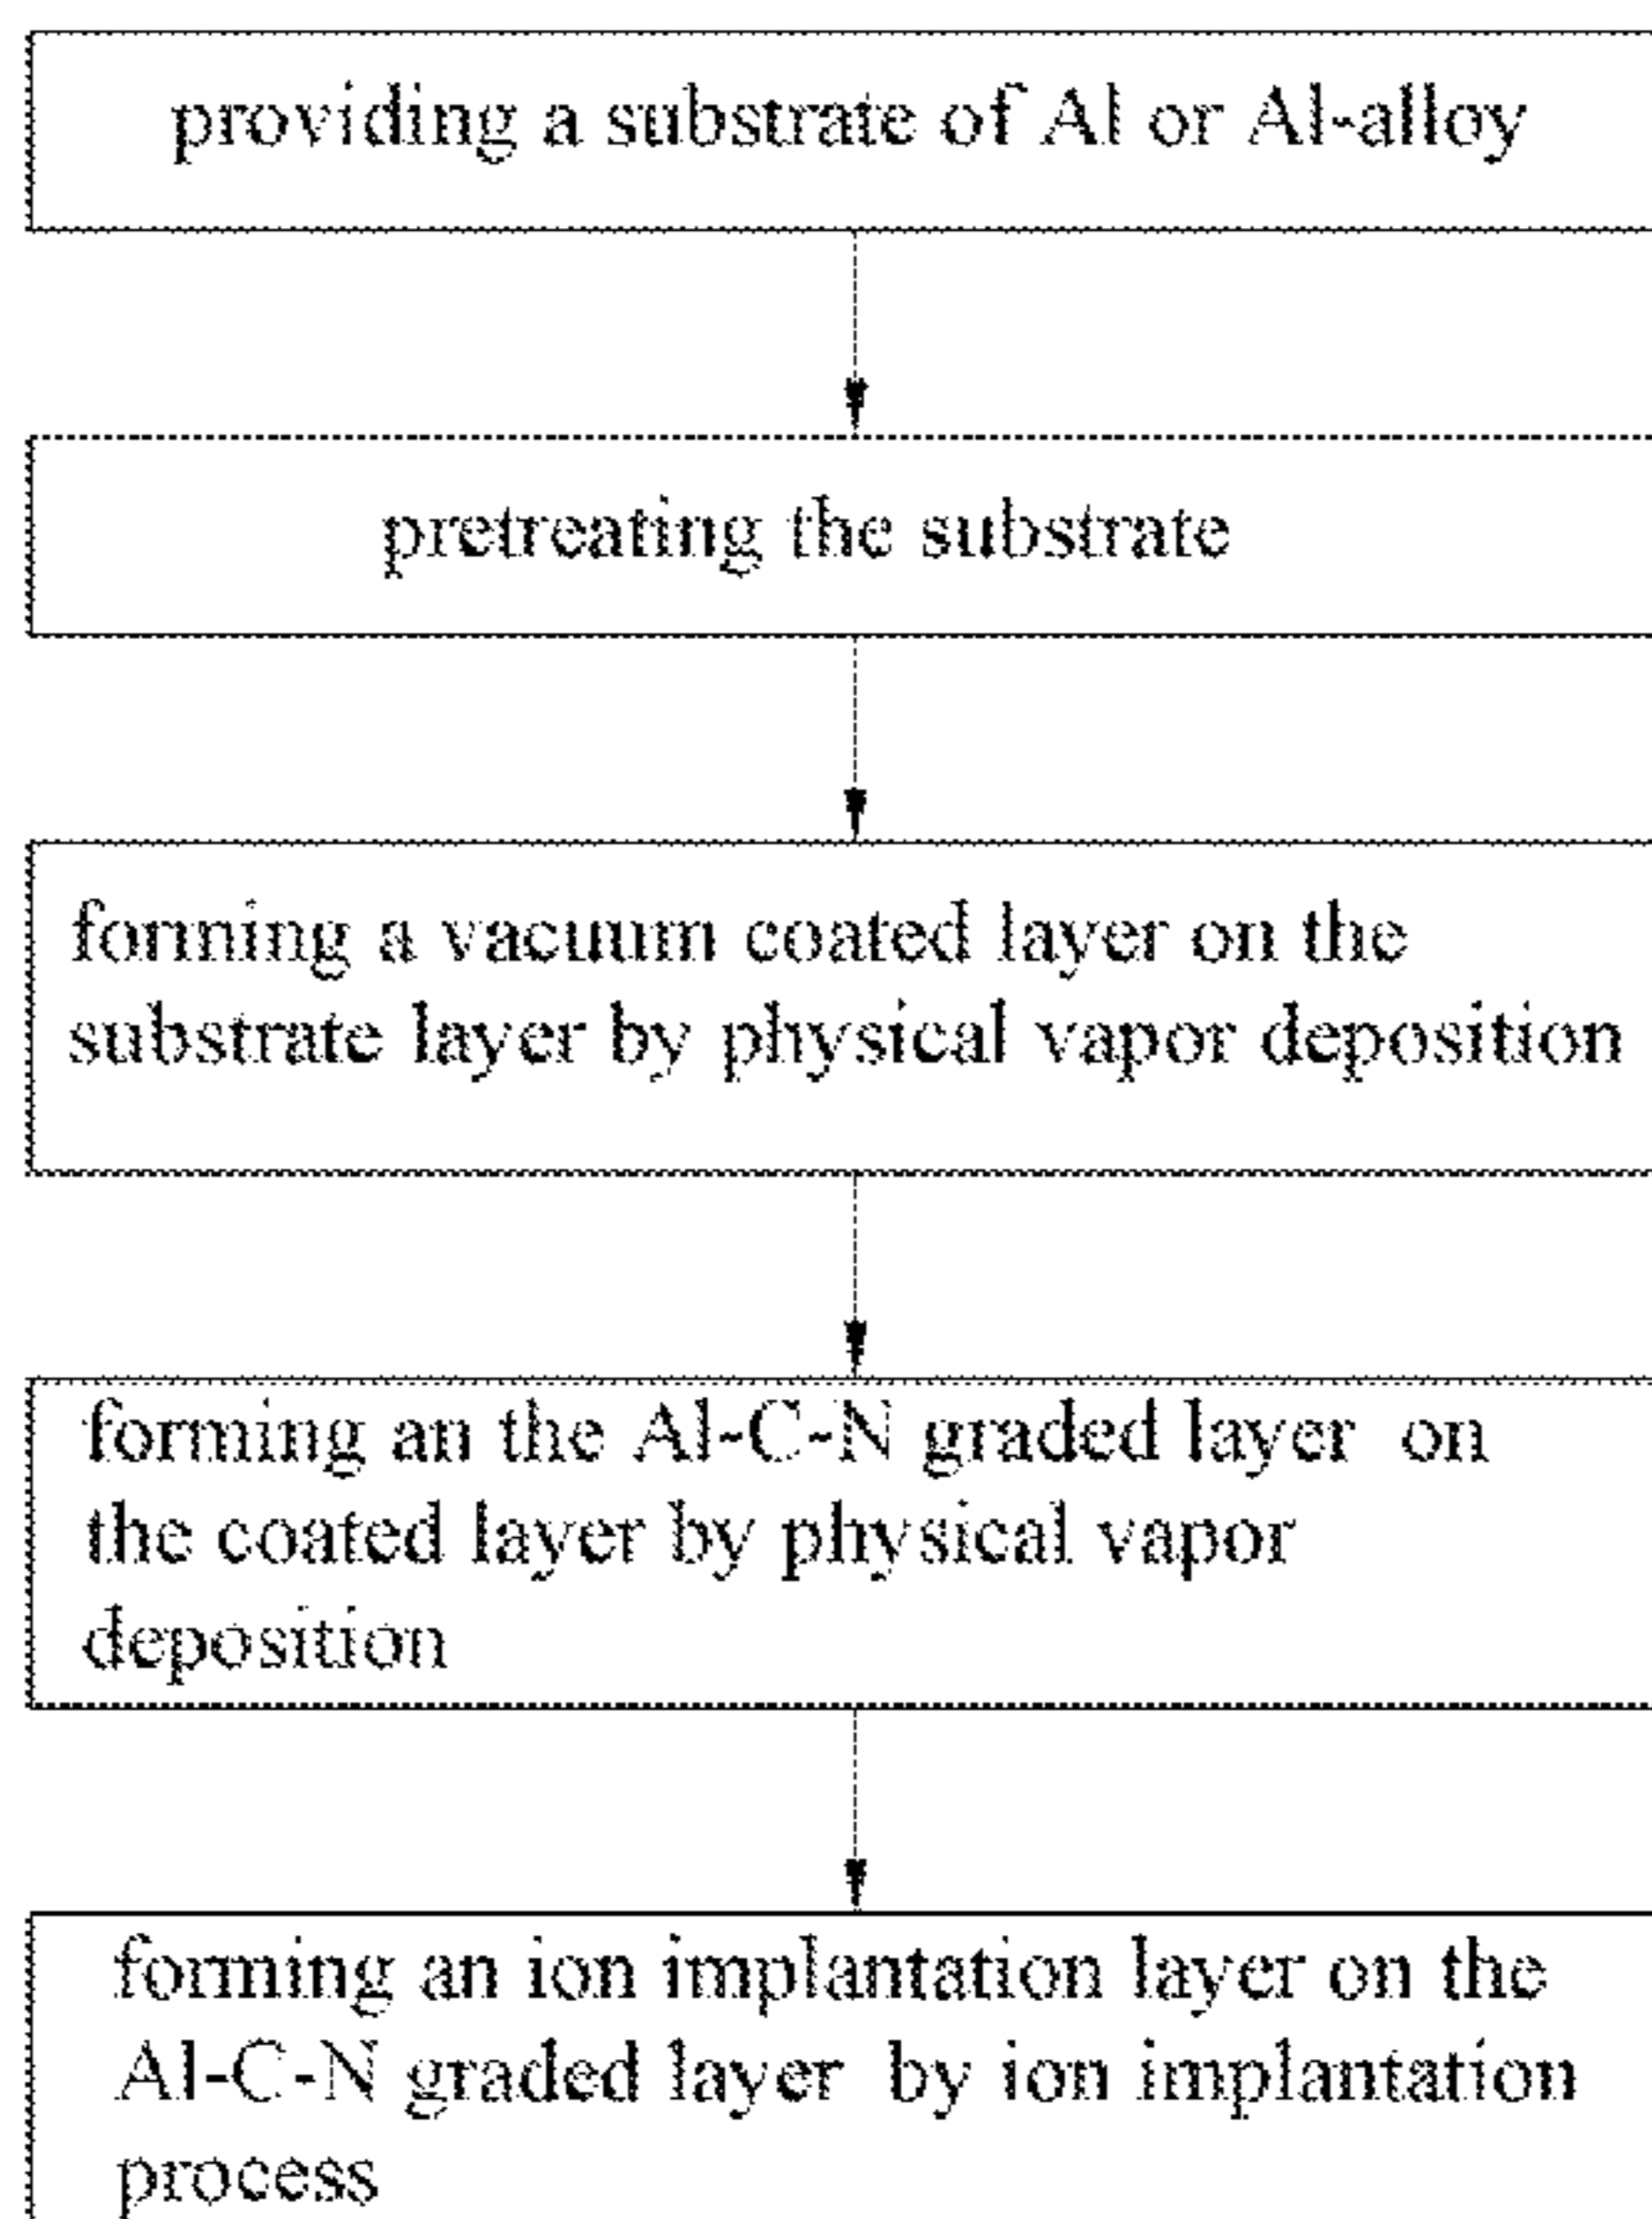 providing a substrate of Al or Al-alloy
pretreating the substrate
forming a vacuum coated layer on the
substrate layer by physical vapor deposition
forming an the Al-C-N graded layer on
the coated layer by physical vapor
deposition
forming an ion implantation layer on the
Al-C-N graded layer by ion implantation
process